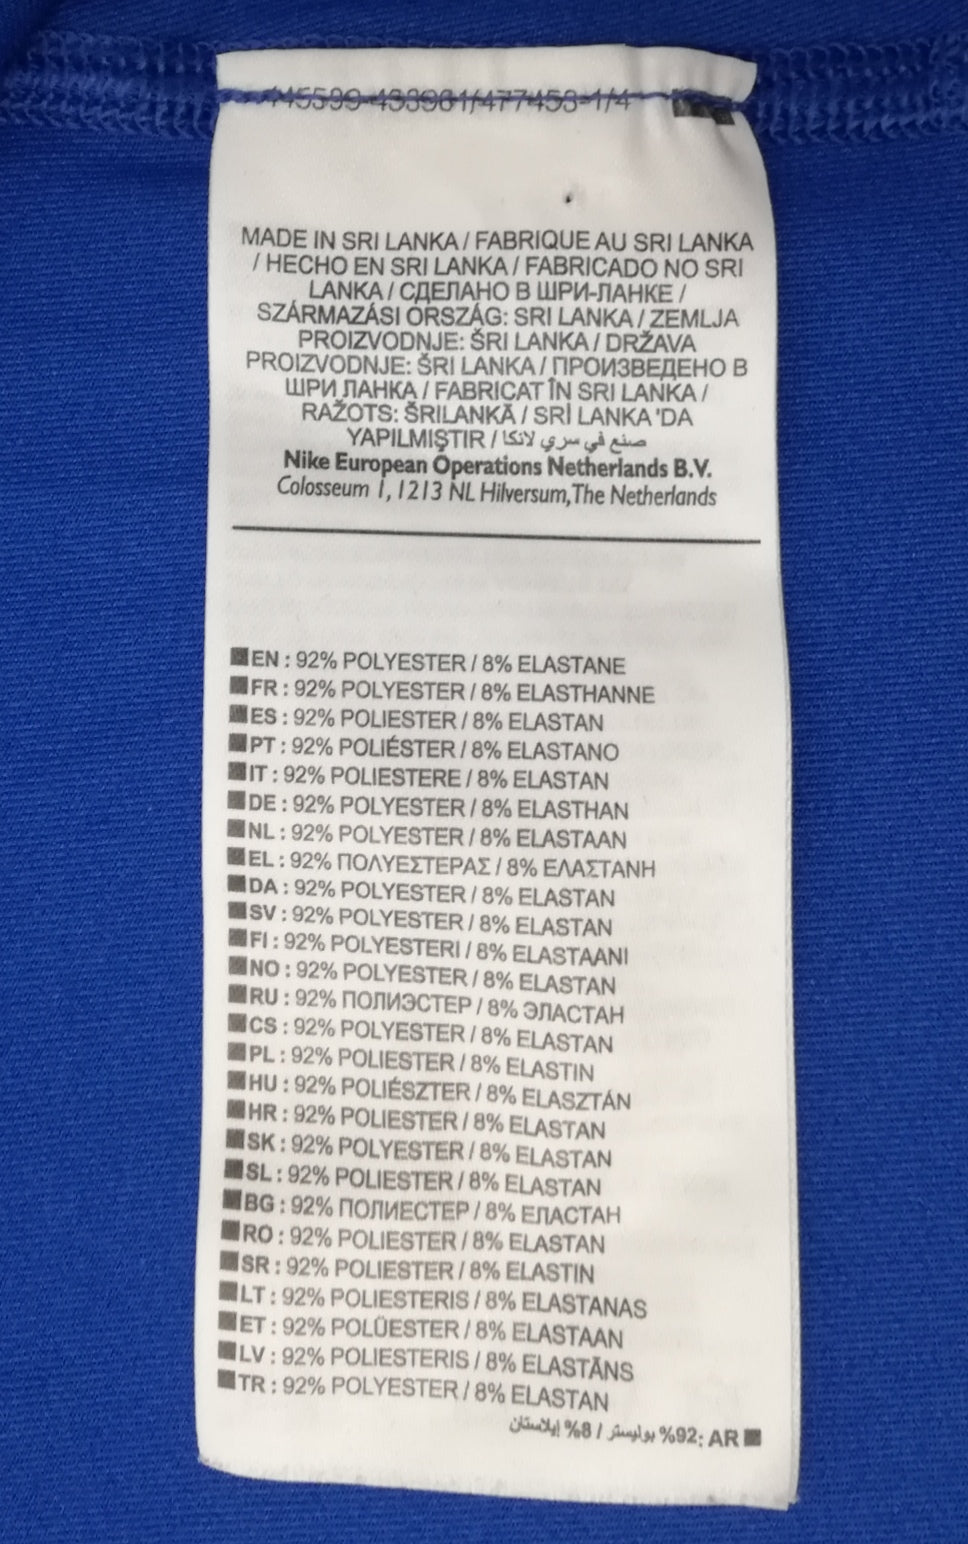 MADE IN SRI LANKA / FABRIQUE AU SRI LANKA
/ HECHO EN SRI LANKA / FABRICADO NO SRI
LANKA / СДЕЛАНО В ШРИ-ЛАНКЕ /
SZÁRMAZÁSI ORSZÁG: SRI LANKA / ZEMLJA
PROIZVODNJE: ŠRI LANKA / DRŽAVA
PROIZVODNJE: ŠRI LANKA / ПРОИЗВЕДЕНО В
ШРИ ЛАНКА / FABRICAT ÎN SRI LANKA /
RAŽOTS: ŠRILANKĀ / SRİ LANKA 'DA
YAPILMIŞTIR / صنع في سري لانكا
Nike European Operations Netherlands B.V.
Colosseum 1, 1213 NL Hilversum, The Netherlands
EN : 92% POLYESTER / 8% ELASTANE
FR : 92% POLYESTER / 8% ELASTHANNE
ES : 92% POLIESTER / 8% ELASTAN
PT : 92% POLIÉSTER / 8% ELASTANO
IT : 92% POLIESTERE / 8% ELASTAN
DE : 92% POLYESTER / 8% ELASTHAN
NL : 92% POLYESTER / 8% ELASTAAN
EL : 92% ΠΟΛΥΕΣΤΕΡΑΣ / 8% ΕΛΑΣΤΑΝΗ
DA : 92% POLYESTER / 8% ELASTAN
SV : 92% POLYESTER / 8% ELASTAN
FI : 92% POLYESTERI / 8% ELASTAANI
NO : 92% POLYESTER / 8% ELASTAN
RU : 92% ПОЛИЭСТЕР / 8% ЭЛАСТАН
CS : 92% POLYESTER / 8% ELASTAN
PL : 92% POLIESTER / 8% ELASTIN
HU : 92% POLIÉSZTER / 8% ELASZTÁN
HR : 92% POLIESTER / 8% ELASTAN
SK : 92% POLYESTER / 8% ELASTAN
SL : 92% POLIESTER / 8% ELASTAN
BG : 92% ПОЛИЕСТЕР / 8% ЕЛАСТАН
RO : 92% POLIESTER / 8% ELASTAN
SR : 92% POLIESTER / 8% ELASTIN
LT : 92% POLIESTERIS / 8% ELASTANAS
ET : 92% POLÜESTER / 8% ELASTAAN
LV : 92% POLIESTERIS / 8% ELASTĀNS
TR : 92% POLYESTER / 8% ELASTAN
AR :92% بوليستر / 8% إيلاستان